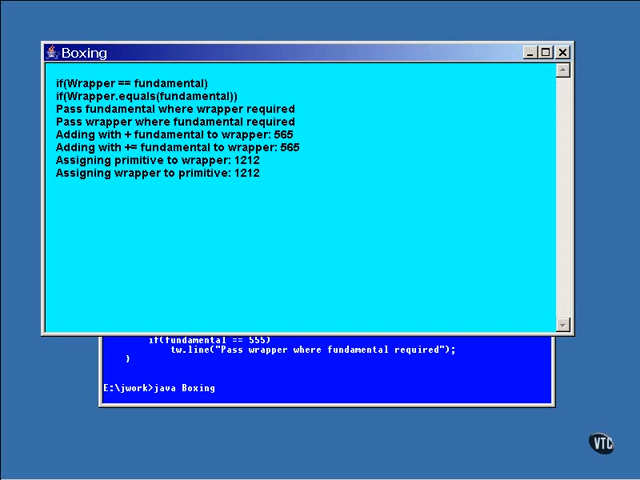 Boxing
if(Wrapper == fundamental)
if(Wrapper.equals(fundamental))
Pass fundamental where wrapper required
Pass wrapper where fundamental required
Adding with + fundamental to wrapper: 565
Adding with += fundamental to wrapper: 565
Assigning primitive to wrapper: 1212
Assigning wrapper to primitive: 1212
if(fundamental == 555)
tw.line("Pass wrapper where fundamental required");
}
E:\jwork>java Boxing
VTC